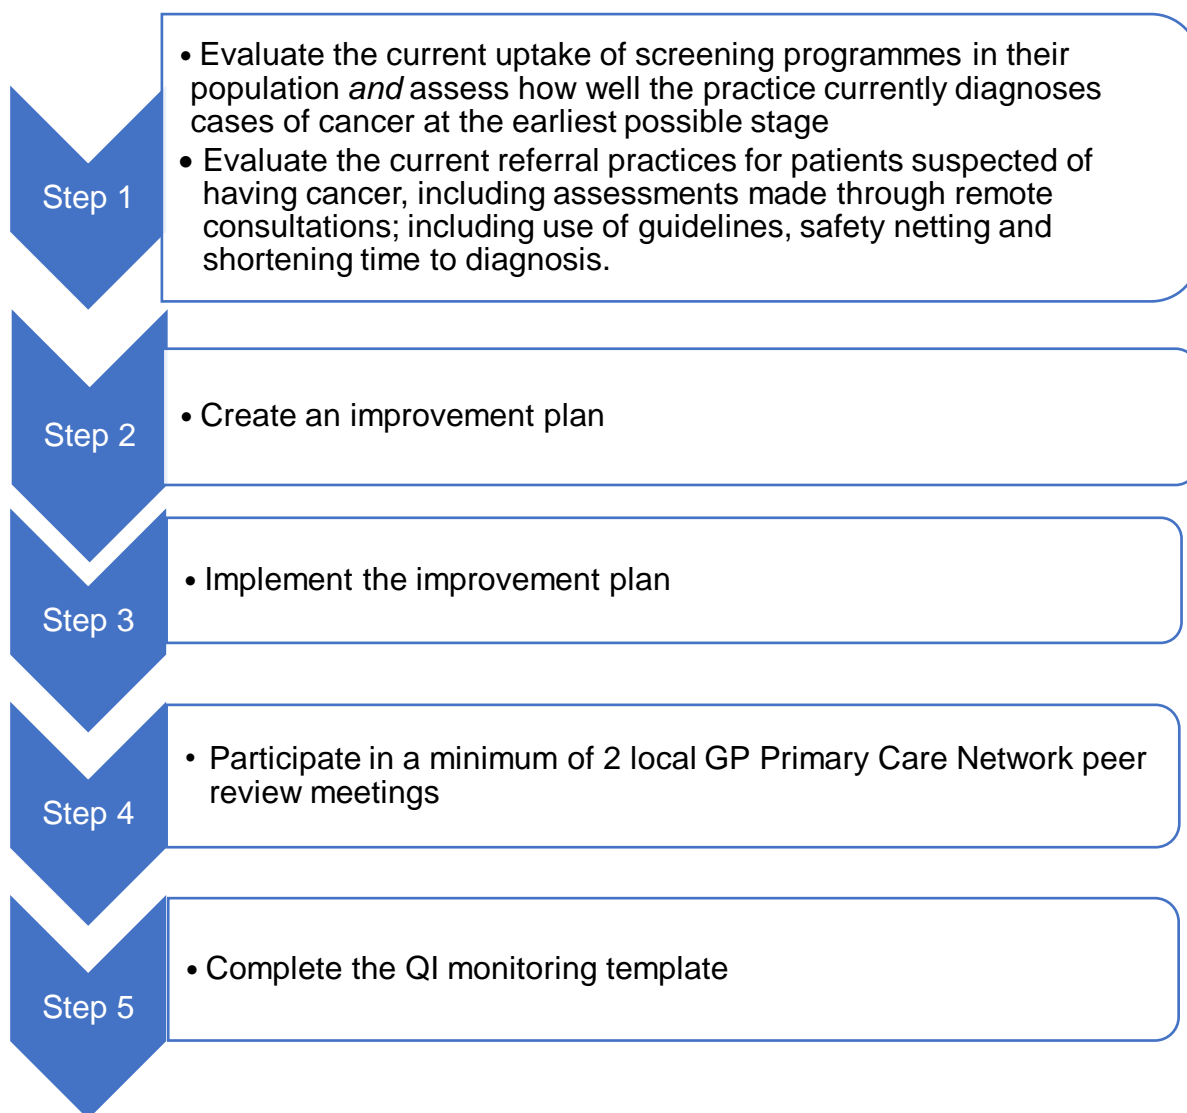 Step 1
• Evaluate the current uptake of screening programmes in their
population and assess how well the practice currently diagnoses
cases of cancer at the earliest possible stage
• Evaluate the current referral practices for patients suspected of
having cancer, including assessments made through remote
consultations; including use of guidelines, safety netting and
shortening time to diagnosis.
Step 2
• Create an improvement plan
Step 3
• Implement the improvement plan
Step 4
• Participate in a minimum of 2 local GP Primary Care Network peer
review meetings
Step 5
• Complete the QI monitoring template